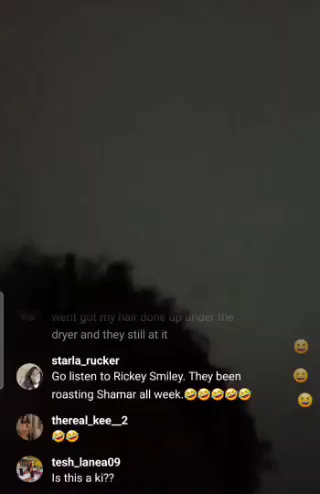 went got my hair done up under the
dryer and they still at it
starla_rucker
Go listen to Rickey Smiley. They been
roasting Shamar all week.🤣🤣🤣🤣🤣
thereal_kee__2
🤣🤣
tesh_lanea09
Is this a ki??